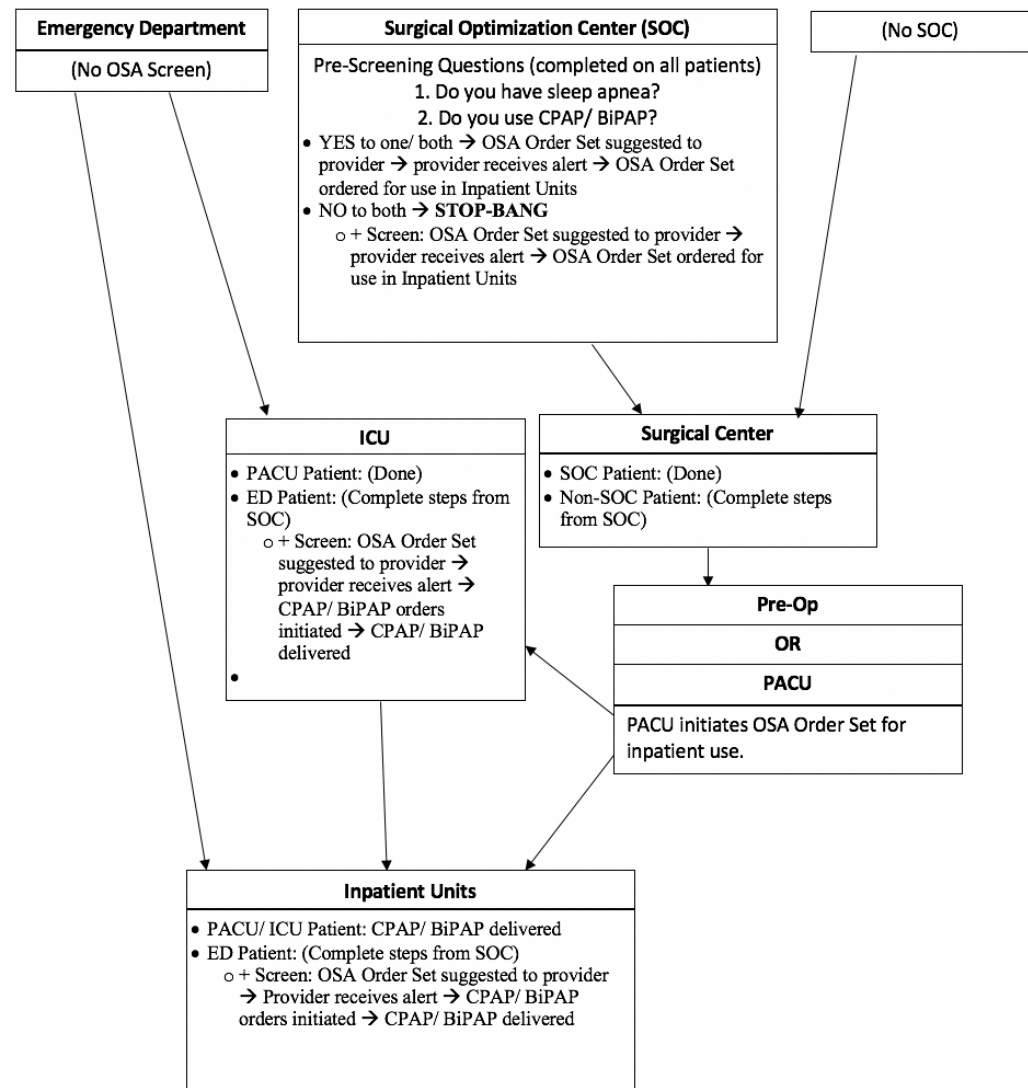 Emergency Department
(No OSA Screen)
Surgical Optimization Center (SOC)
Pre-Screening Questions (completed on all patients)
1. Do you have sleep apnea?
2. Do you use CPAP/ BiPAP?
• YES to one/ both → OSA Order Set suggested to
provider → provider receives alert → OSA Order Set
ordered for use in Inpatient Units
• NO to both → STOP-BANG
o + Screen: OSA Order Set suggested to provider →
provider receives alert → OSA Order Set ordered for
use in Inpatient Units
(No SOC)
ICU
• PACU Patient: (Done)
• ED Patient: (Complete steps from
SOC)
o + Screen: OSA Order Set
suggested to provider →
provider receives alert →
CPAP/ BiPAP orders
initiated → CPAP/ BiPAP
delivered
•
Surgical Center
• SOC Patient: (Done)
• Non-SOC Patient: (Complete steps
from SOC)
Pre-Op
OR
PACU
PACU initiates OSA Order Set for
inpatient use.
Inpatient Units
• PACU/ ICU Patient: CPAP/ BiPAP delivered
• ED Patient: (Complete steps from SOC)
o + Screen: OSA Order Set suggested to provider
→ Provider receives alert → CPAP/ BiPAP
orders initiated → CPAP/ BiPAP delivered